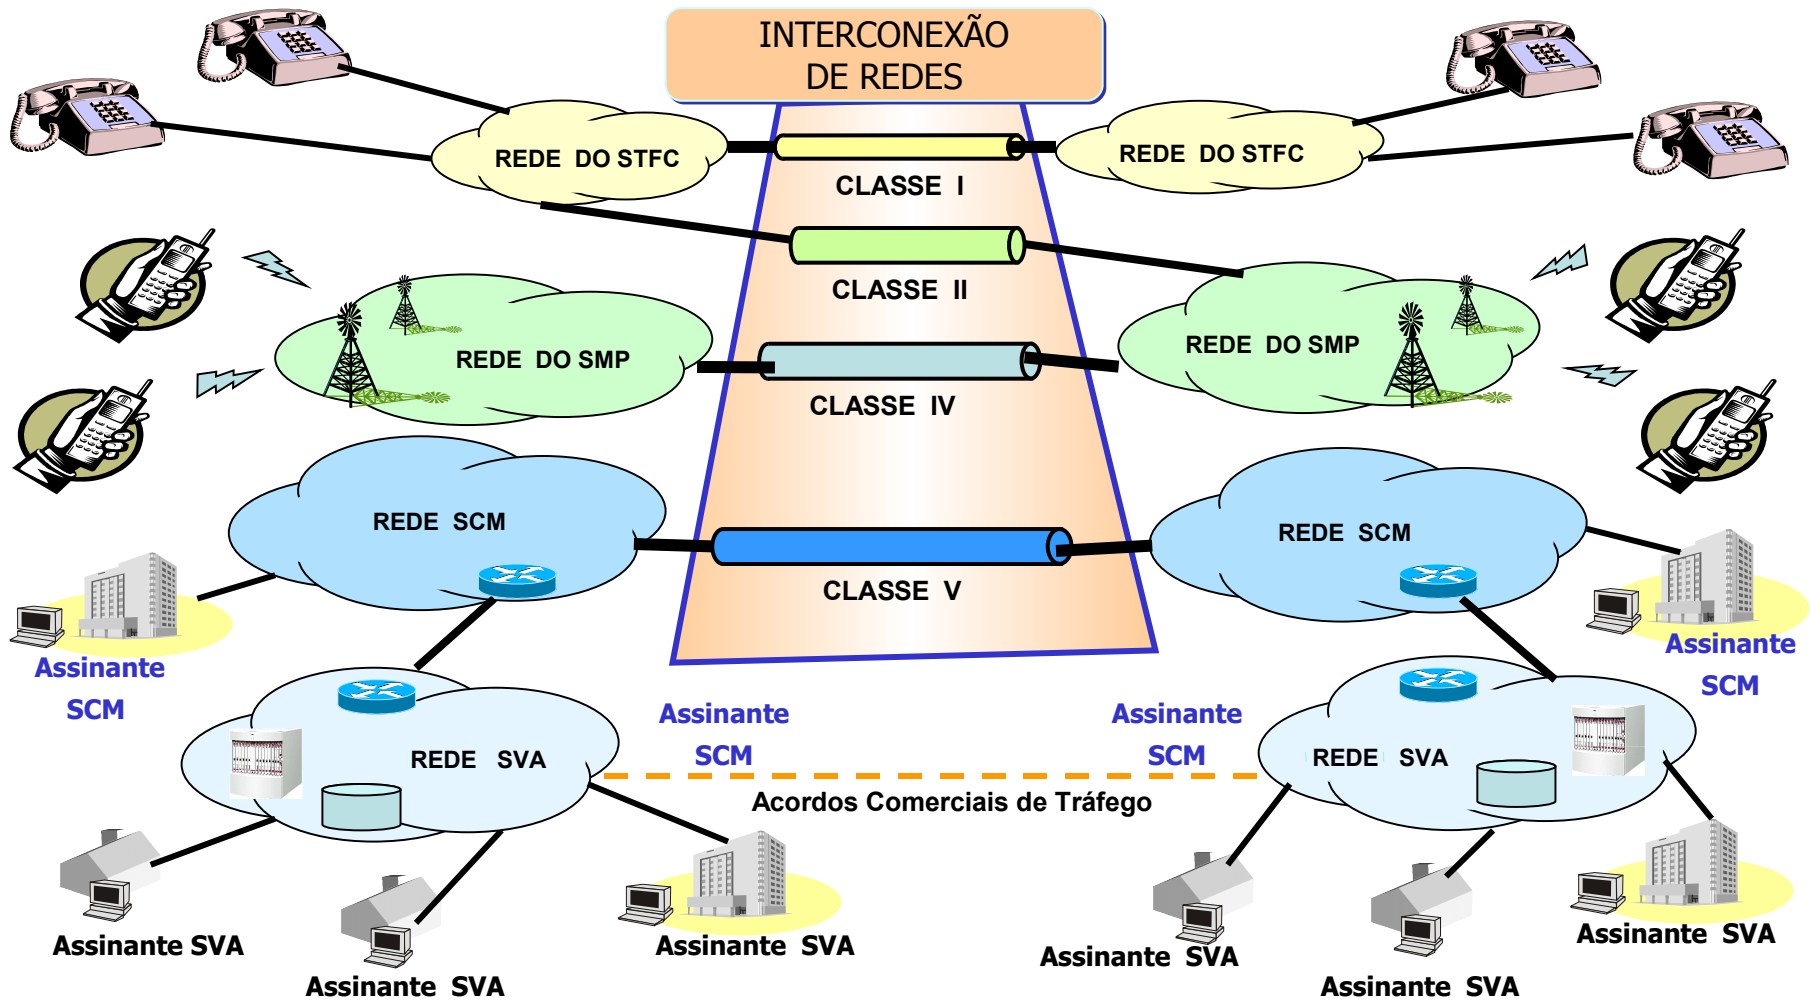 INTERCONEXÃO
DE REDES
REDE DO STFC
REDE DO STFC
CLASSE I
CLASSE II
REDE DO SMP
REDE DO SMP
CLASSE IV
REDE SCM
REDE SCM
CLASSE V
Assinante
SCM
Assinante
SCM
Assinante
SCM
Assinante
SCM
REDE SVA
REDE SVA
Acordos Comerciais de Tráfego
Assinante SVA
Assinante SVA
Assinante SVA
Assinante SVA
Assinante SVA
Assinante SVA